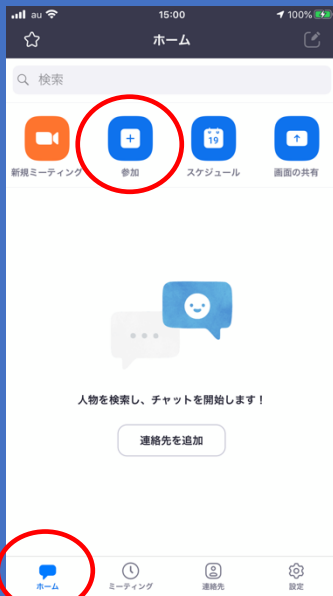 au 15:00 100%
ホーム
検索
新規ミーティング 参加 19 スケジュール 画面の共有
人物を検索し、チャットを開始します！
連絡先を追加
ホーム ミーティング 連絡先 設定